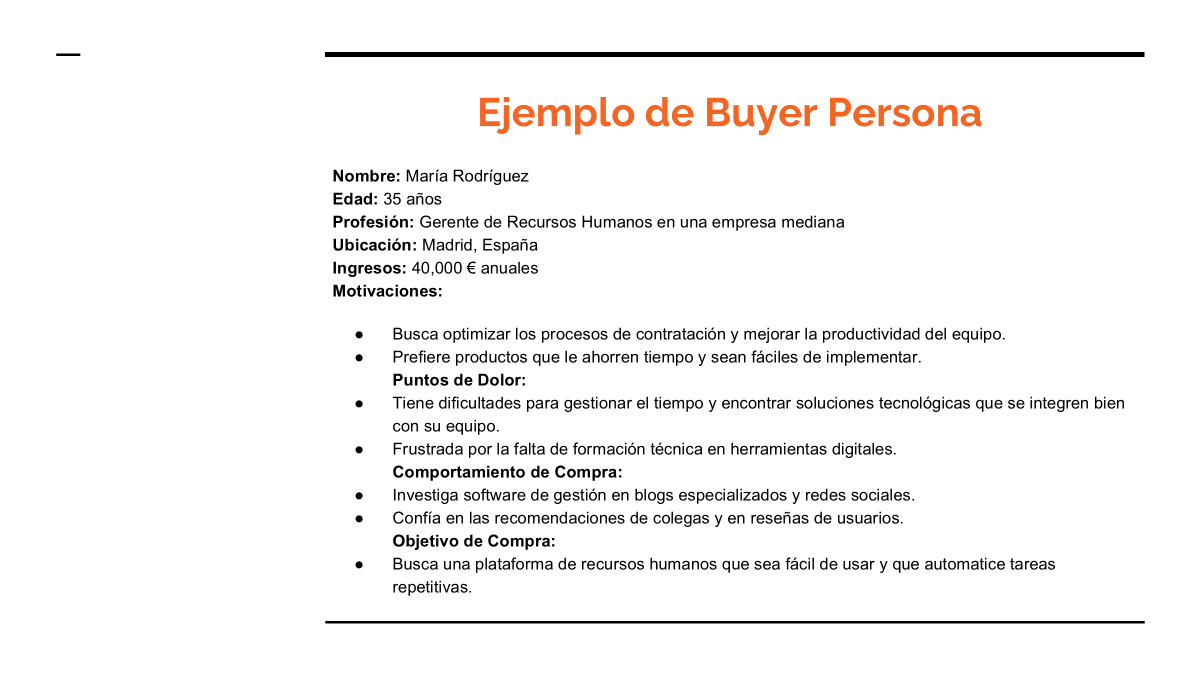 Ejemplo de Buyer Persona
Nombre: María Rodríguez
Edad: 35 años
Profesión: Gerente de Recursos Humanos en una empresa mediana
Ubicación: Madrid, España
Ingresos: 40,000 € anuales
Motivaciones:
● Busca optimizar los procesos de contratación y mejorar la productividad del equipo.
● Prefiere productos que le ahorren tiempo y sean fáciles de implementar.
Puntos de Dolor:
● Tiene dificultades para gestionar el tiempo y encontrar soluciones tecnológicas que se integren bien
con su equipo.
● Frustrada por la falta de formación técnica en herramientas digitales.
Comportamiento de Compra:
● Investiga software de gestión en blogs especializados y redes sociales.
● Confía en las recomendaciones de colegas y en reseñas de usuarios.
Objetivo de Compra:
● Busca una plataforma de recursos humanos que sea fácil de usar y que automatice tareas
repetitivas.